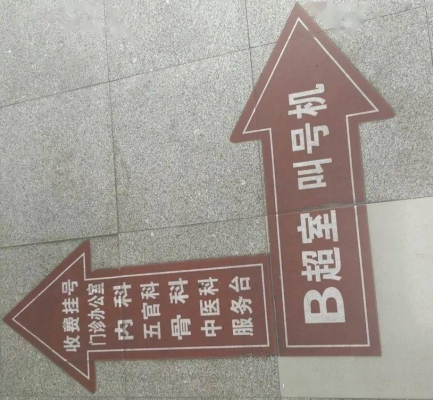 收费挂号
门诊办公室
内科
五官科
骨科
中医科
服务台
B超室 叫号机